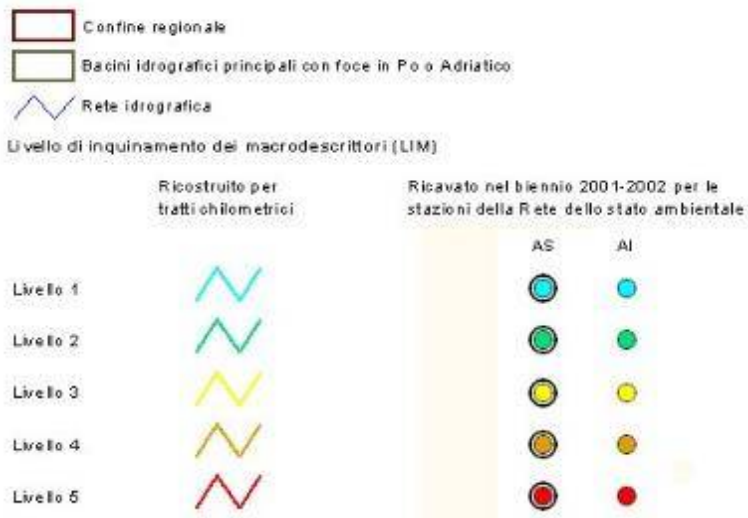 Confine regionale
Bacini idrografici principali con foce in Po o Adriatico
Rete idrografica
Livello di inquinamento dei macrodescrittori (LIM)
Ricostruito per
tratti chilometrici
Ricavato nel biennio 2001-2002 per le
stazioni della Rete dello stato ambientale
AS AI
Livello 1
Livello 2
Livello 3
Livello 4
Livello 5